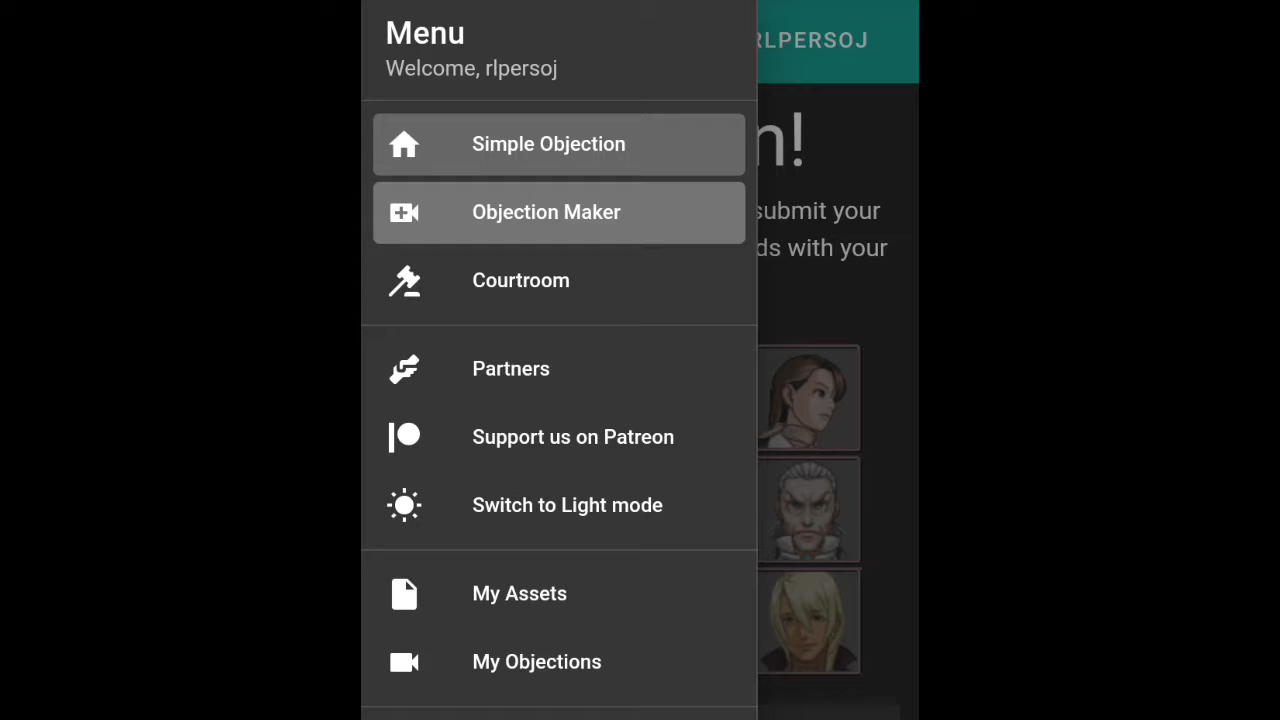 Menu
Welcome, rlpersoj
RLPERSOJ
Simple Objection
n!
Objection Maker
submit your
ds with your
Courtroom
Partners
Support us on Patreon
Switch to Light mode
My Assets
My Objections